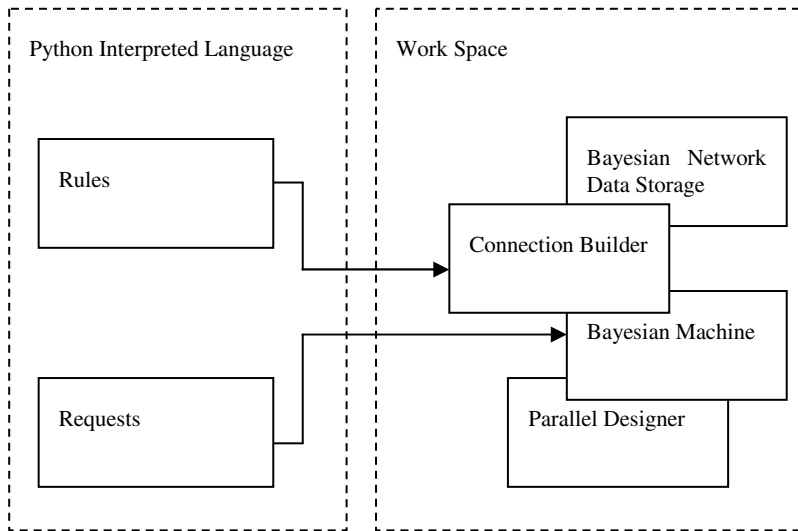 Python Interpreted Language
Work Space
Rules
Bayesian Network
Data Storage
Connection Builder
Bayesian Machine
Requests
Parallel Designer